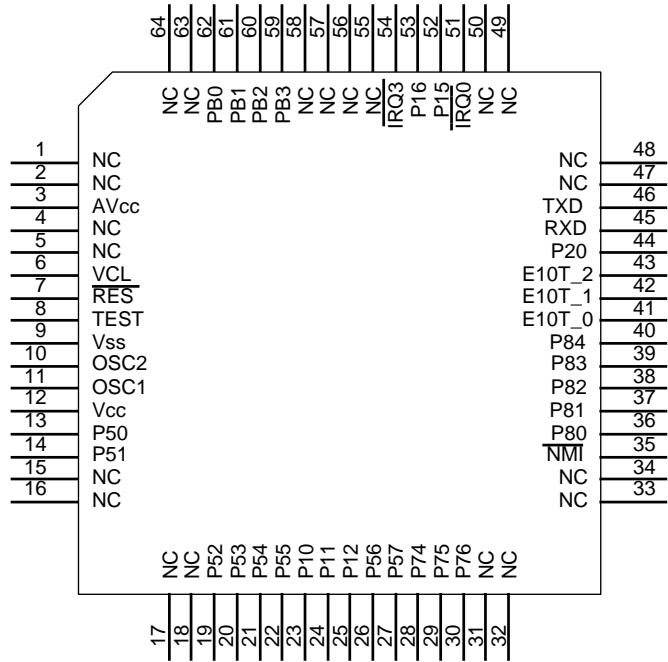 64 63 62 61 60 59 58 57 56 55 54 53 52 51 50 49
NC NC PB0 PB1 PB2 PB3 NC NC NC NC IRQ3 P16 P15 IRQ0 NC NC
1 NC
2 NC
3 AVcc
4 NC
5 NC
6 VCL
7 RES
8 TEST
9 Vss
10 OSC2
11 OSC1
12 Vcc
13 P50
14 P51
15 NC
16 NC
NC 48
NC 47
TXD 46
RXD 45
P20 44
E10T_2 43
E10T_1 42
E10T_0 41
P84 40
P83 39
P82 38
P81 37
P80 36
NMI 35
NC 34
NC 33
NC NC P52 P53 P54 P55 P10 P11 P12 P56 P57 P74 P75 P76 NC NC
17 18 19 20 21 22 23 24 25 26 27 28 29 30 31 32